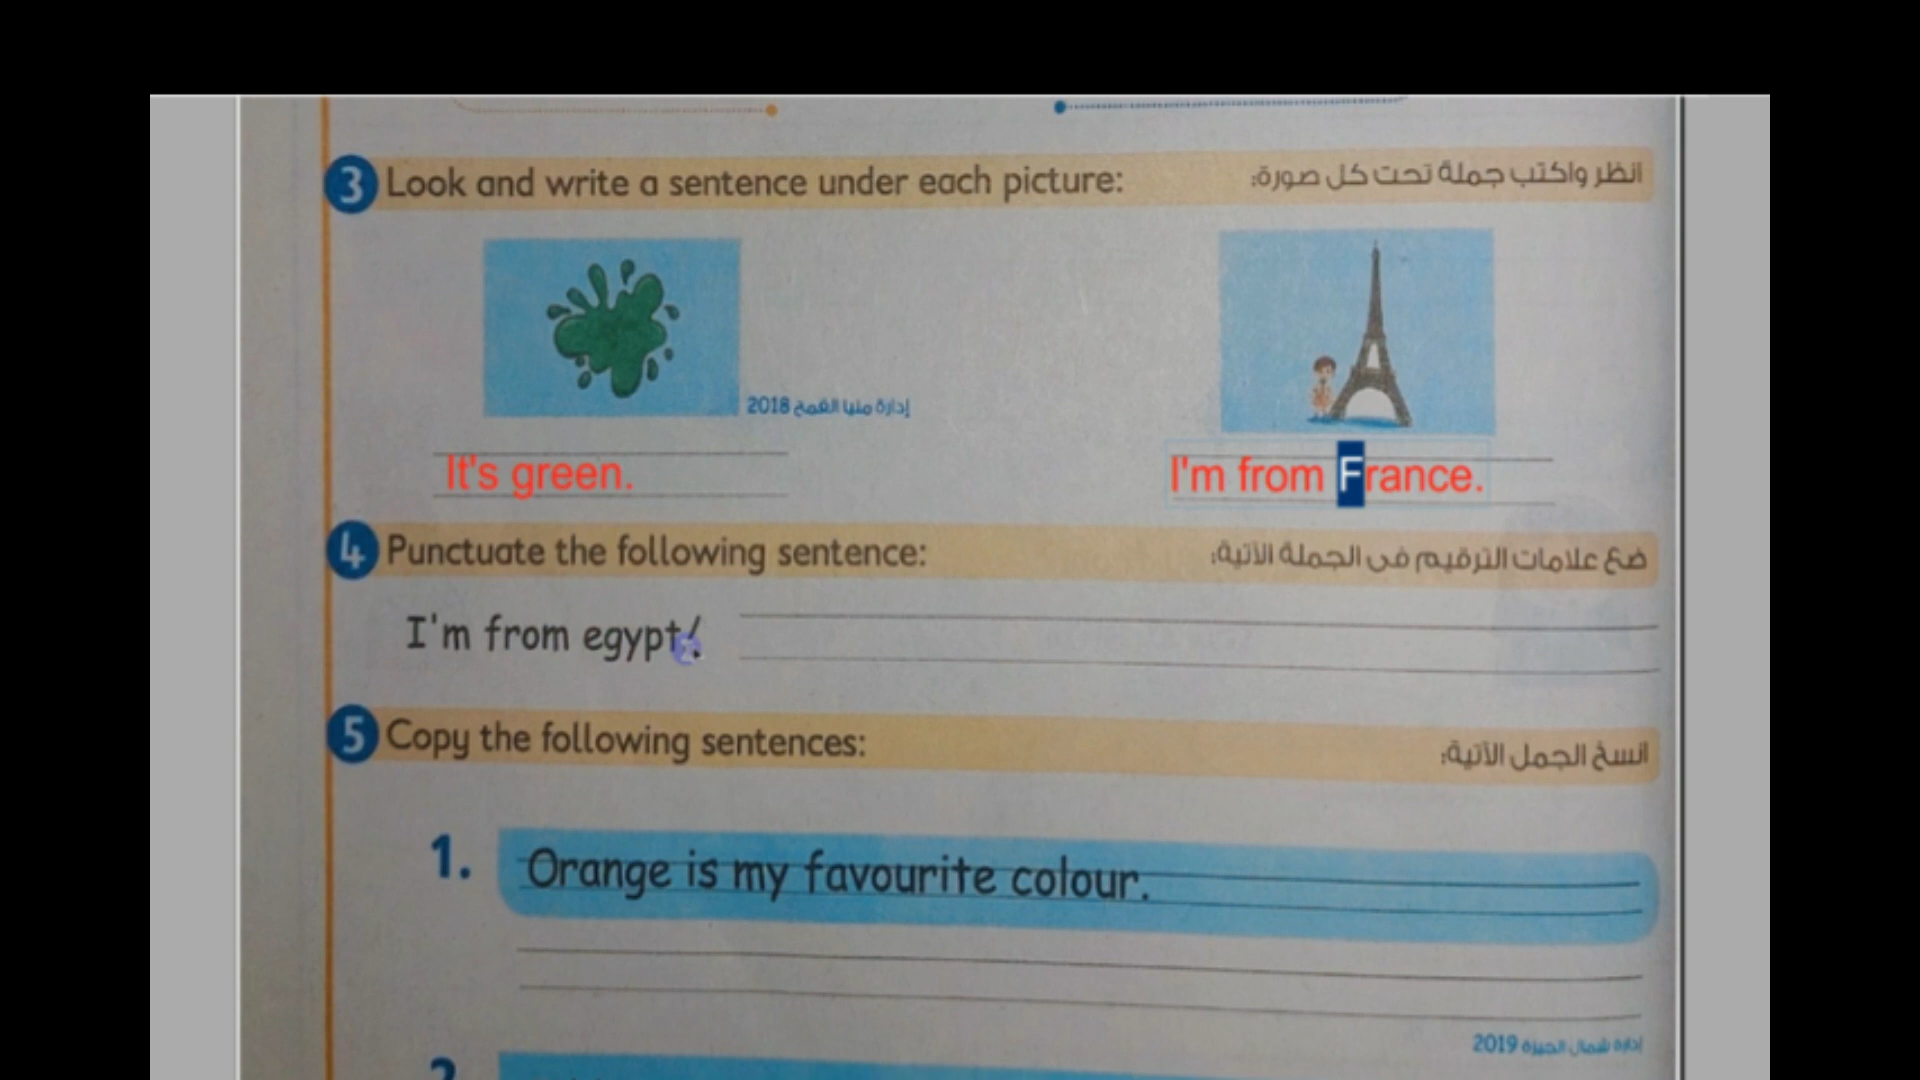 3 Look and write a sentence under each picture: انظر واكتب جملة تحت كل صورة:
إدارة منيا القمح 2018
It's green. I'm from France.
4 Punctuate the following sentence: ضع علامات الترقيم فى الجملة الآتية:
I'm from egypt/.
5 Copy the following sentences: انسخ الجمل الآتية:
1. Orange is my favourite colour.
إدارة شمال الجيزة 2019
2